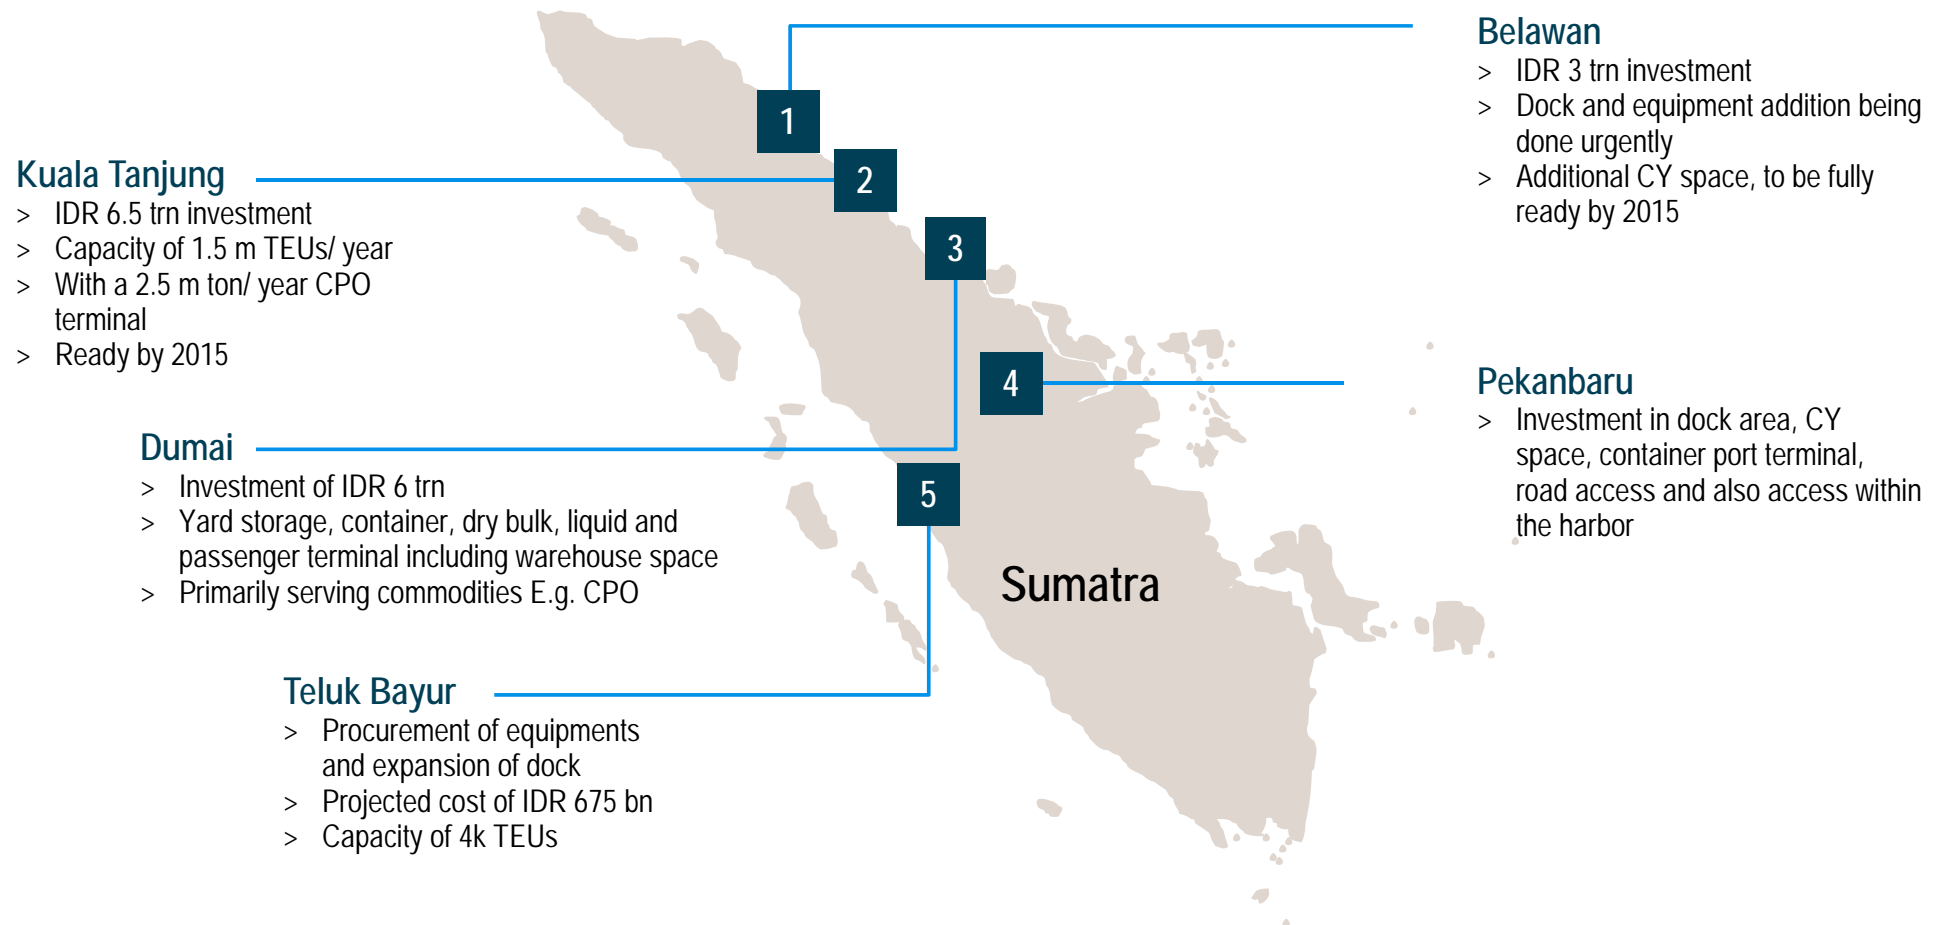 Belawan
> IDR 3 trn investment
> Dock and equipment addition being
done urgently
> Additional CY space, to be fully
ready by 2015
1
Kuala Tanjung
> IDR 6.5 trn investment
> Capacity of 1.5 m TEUs/ year
> With a 2.5 m ton/ year CPO
terminal
> Ready by 2015
2
3
4
Pekanbaru
> Investment in dock area, CY
space, container port terminal,
road access and also access within
the harbor
Dumai
> Investment of IDR 6 trn
> Yard storage, container, dry bulk, liquid and
passenger terminal including warehouse space
> Primarily serving commodities E.g. CPO
5
Sumatra
Teluk Bayur
> Procurement of equipments
and expansion of dock
> Projected cost of IDR 675 bn
> Capacity of 4k TEUs